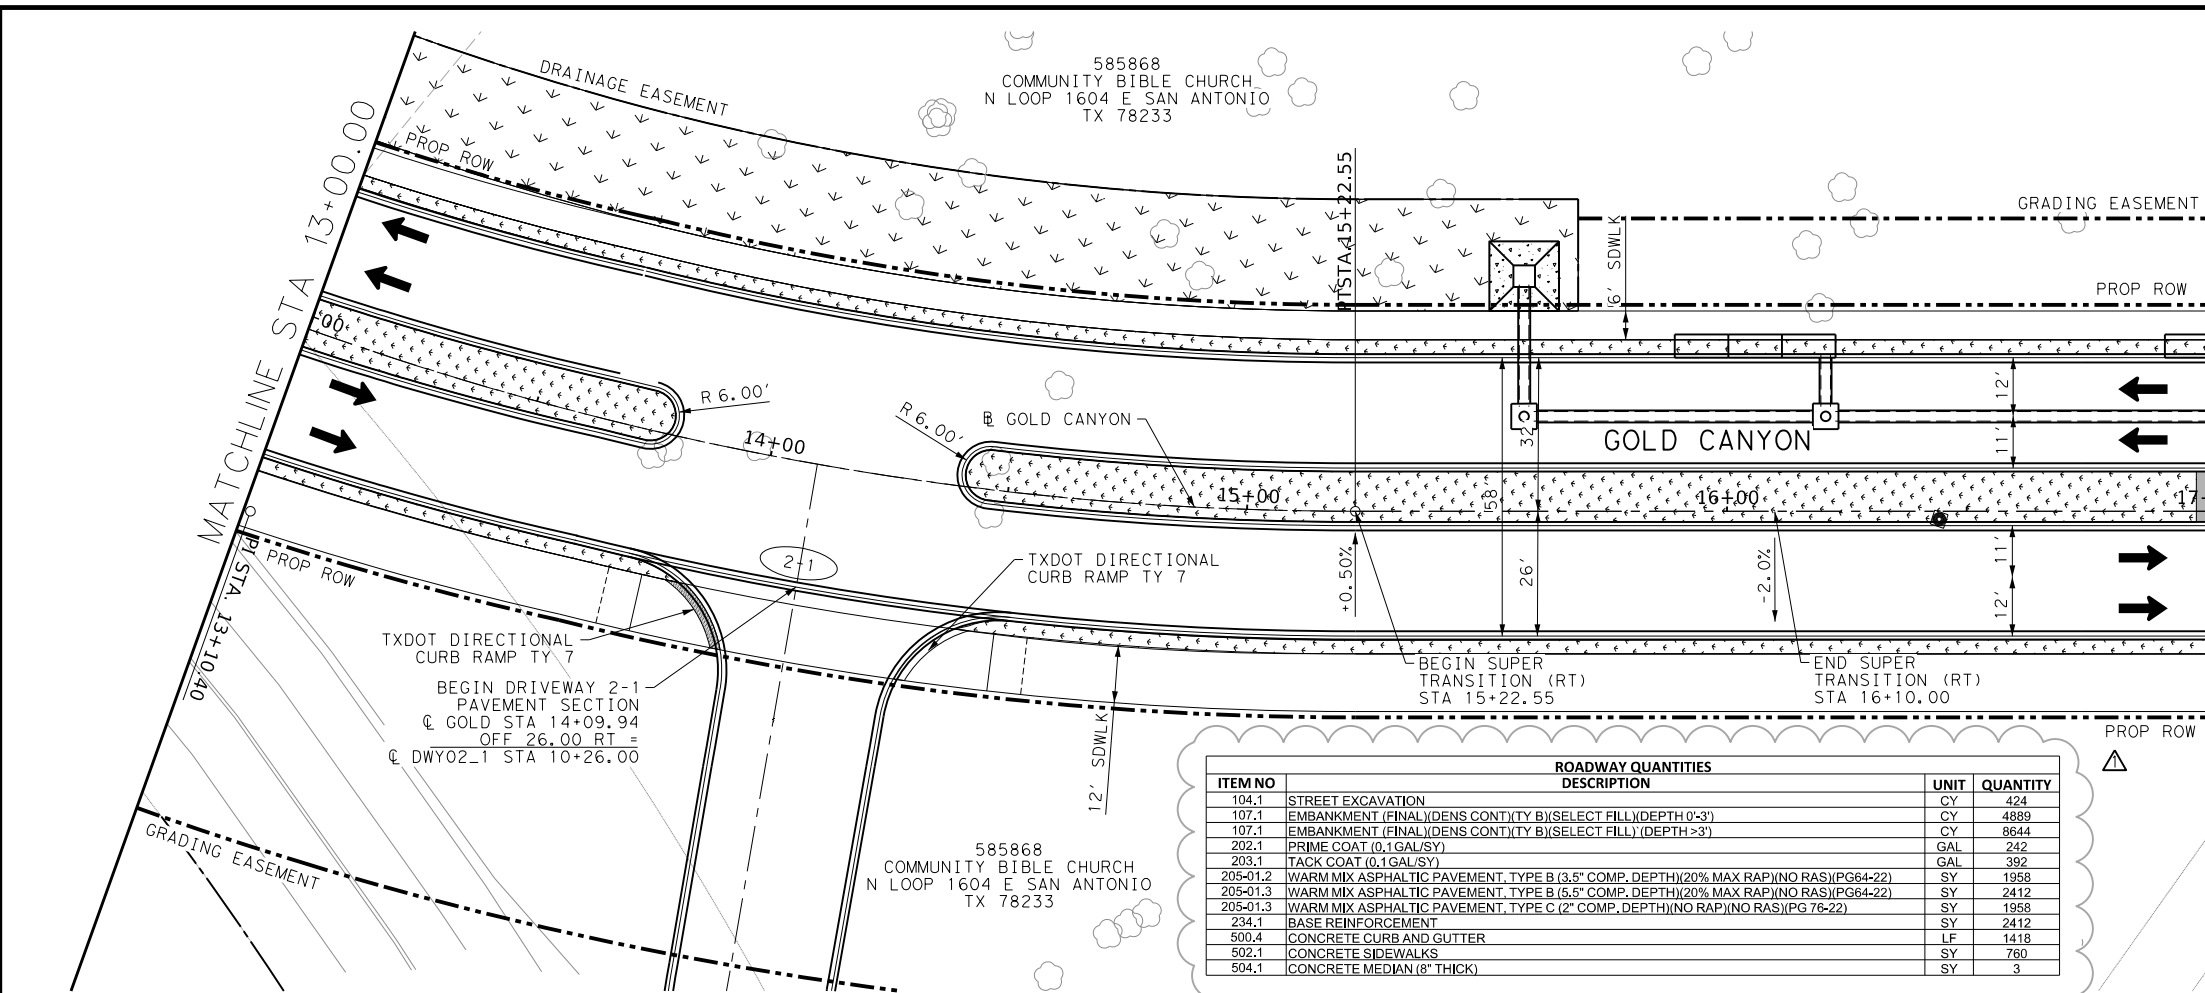 585868
COMMUNITY BIBLE CHURCH
N LOOP 1604 E SAN ANTONIO
TX 78233
DRAINAGE EASEMENT
PROP ROW
MATCHLINE STA 13+00.00
PT STA 15+22.55
6' SDWLK
GRADING EASEMENT
PROP ROW
R 6.00'
14+00
R 6.00'
BL GOLD CANYON
15+00
32'
58'
GOLD CANYON
12'
11'
16+00
17+
PI STA. 13+10.40
PROP ROW
2-1
TXDOT DIRECTIONAL
CURB RAMP TY 7
+0.50%
26'
-2.0%
11'
12'
TXDOT DIRECTIONAL
CURB RAMP TY 7
BEGIN DRIVEWAY 2-1
PAVEMENT SECTION
CL GOLD STA 14+09.94
OFF 26.00 RT =
CL DWY02_1 STA 10+26.00
12' SDWLK
BEGIN SUPER
TRANSITION (RT)
STA 15+22.55
END SUPER
TRANSITION (RT)
STA 16+10.00
PROP ROW
1
GRADING EASEMENT
585868
COMMUNITY BIBLE CHURCH
N LOOP 1604 E SAN ANTONIO
TX 78233
ROADWAY QUANTITIES
ITEM NO DESCRIPTION UNIT QUANTITY
104.1 STREET EXCAVATION CY 424
107.1 EMBANKMENT (FINAL)(DENS CONT)(TY B)(SELECT FILL)(DEPTH 0'-3') CY 4889
107.1 EMBANKMENT (FINAL)(DENS CONT)(TY B)(SELECT FILL)`(DEPTH >3') CY 8644
202.1 PRIME COAT (0.1GAL/SY) GAL 242
203.1 TACK COAT (0.1GAL/SY) GAL 392
205-01.2 WARM MIX ASPHALTIC PAVEMENT, TYPE B (3.5" COMP. DEPTH)(20% MAX RAP)(NO RAS)(PG64-22) SY 1958
205-01.3 WARM MIX ASPHALTIC PAVEMENT, TYPE B (5.5" COMP. DEPTH)(20% MAX RAP)(NO RAS)(PG64-22) SY 2412
205-01.3 WARM MIX ASPHALTIC PAVEMENT, TYPE C (2" COMP. DEPTH)(NO RAP)(NO RAS)(PG 76-22) SY 1958
234.1 BASE REINFORCEMENT SY 2412
500.4 CONCRETE CURB AND GUTTER LF 1418
502.1 CONCRETE SIDEWALKS SY 760
504.1 CONCRETE MEDIAN (8" THICK) SY 3